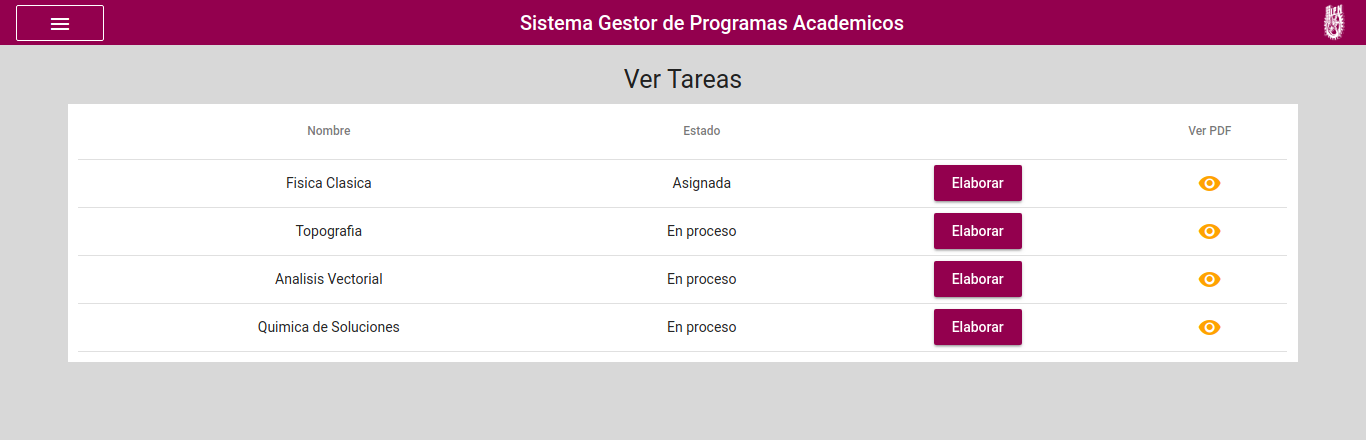 Sistema Gestor de Programas Academicos
Ver Tareas
Nombre Estado Ver PDF
Fisica Clasica Asignada Elaborar
Topografia En proceso Elaborar
Analisis Vectorial En proceso Elaborar
Quimica de Soluciones En proceso Elaborar